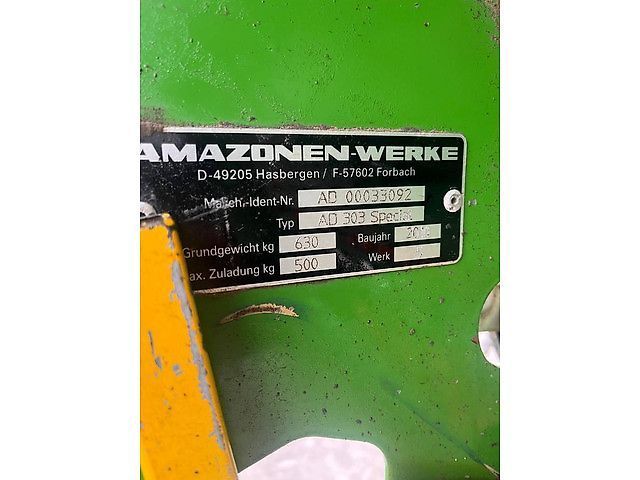 AMAZONEN-WERKE
D-49205 Hasbergen / F-57602 Forbach
Masch.-Ident-Nr. AD 00033092
Typ AD 303 Special
Grundgewicht kg 630 Baujahr
ax. Zuladung kg 500 Werk